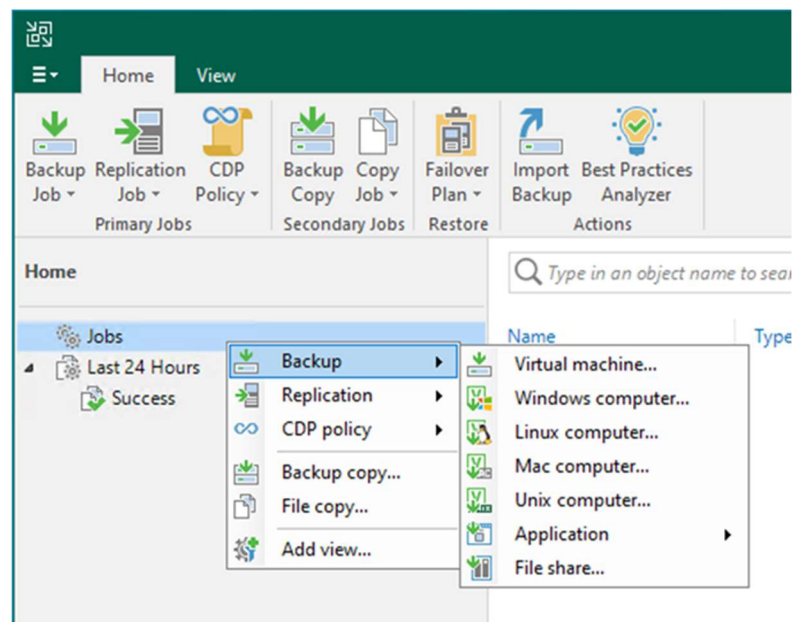 Home View
Backup Job
Replication Job
CDP Policy
Backup Copy
Copy Job
Failover Plan
Import Backup
Best Practices Analyzer
Primary Jobs
Secondary Jobs
Restore
Actions
Home
Type in an object name to sear
Jobs
Last 24 Hours
Success
Name
Type
Backup
Replication
CDP policy
Backup copy...
File copy...
Add view...
Virtual machine...
Windows computer...
Linux computer...
Mac computer...
Unix computer...
Application
File share...